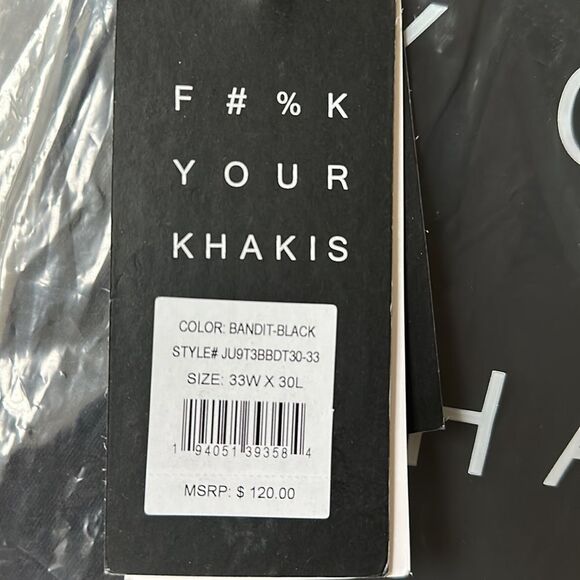 F#%K
YOUR
KHAKIS
COLOR: BANDIT-BLACK
STYLE# JU9T3BBDT30-33
SIZE: 33W X 30L
1 94051 39358 4
MSRP: $ 120.00
Y
H A